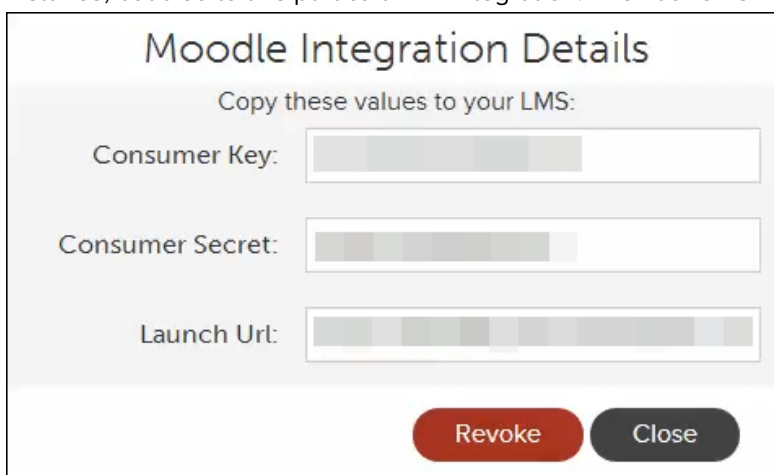 Moodle Integration Details
Copy these values to your LMS:
Consumer Key:
Consumer Secret:
Launch Url:
Revoke Close